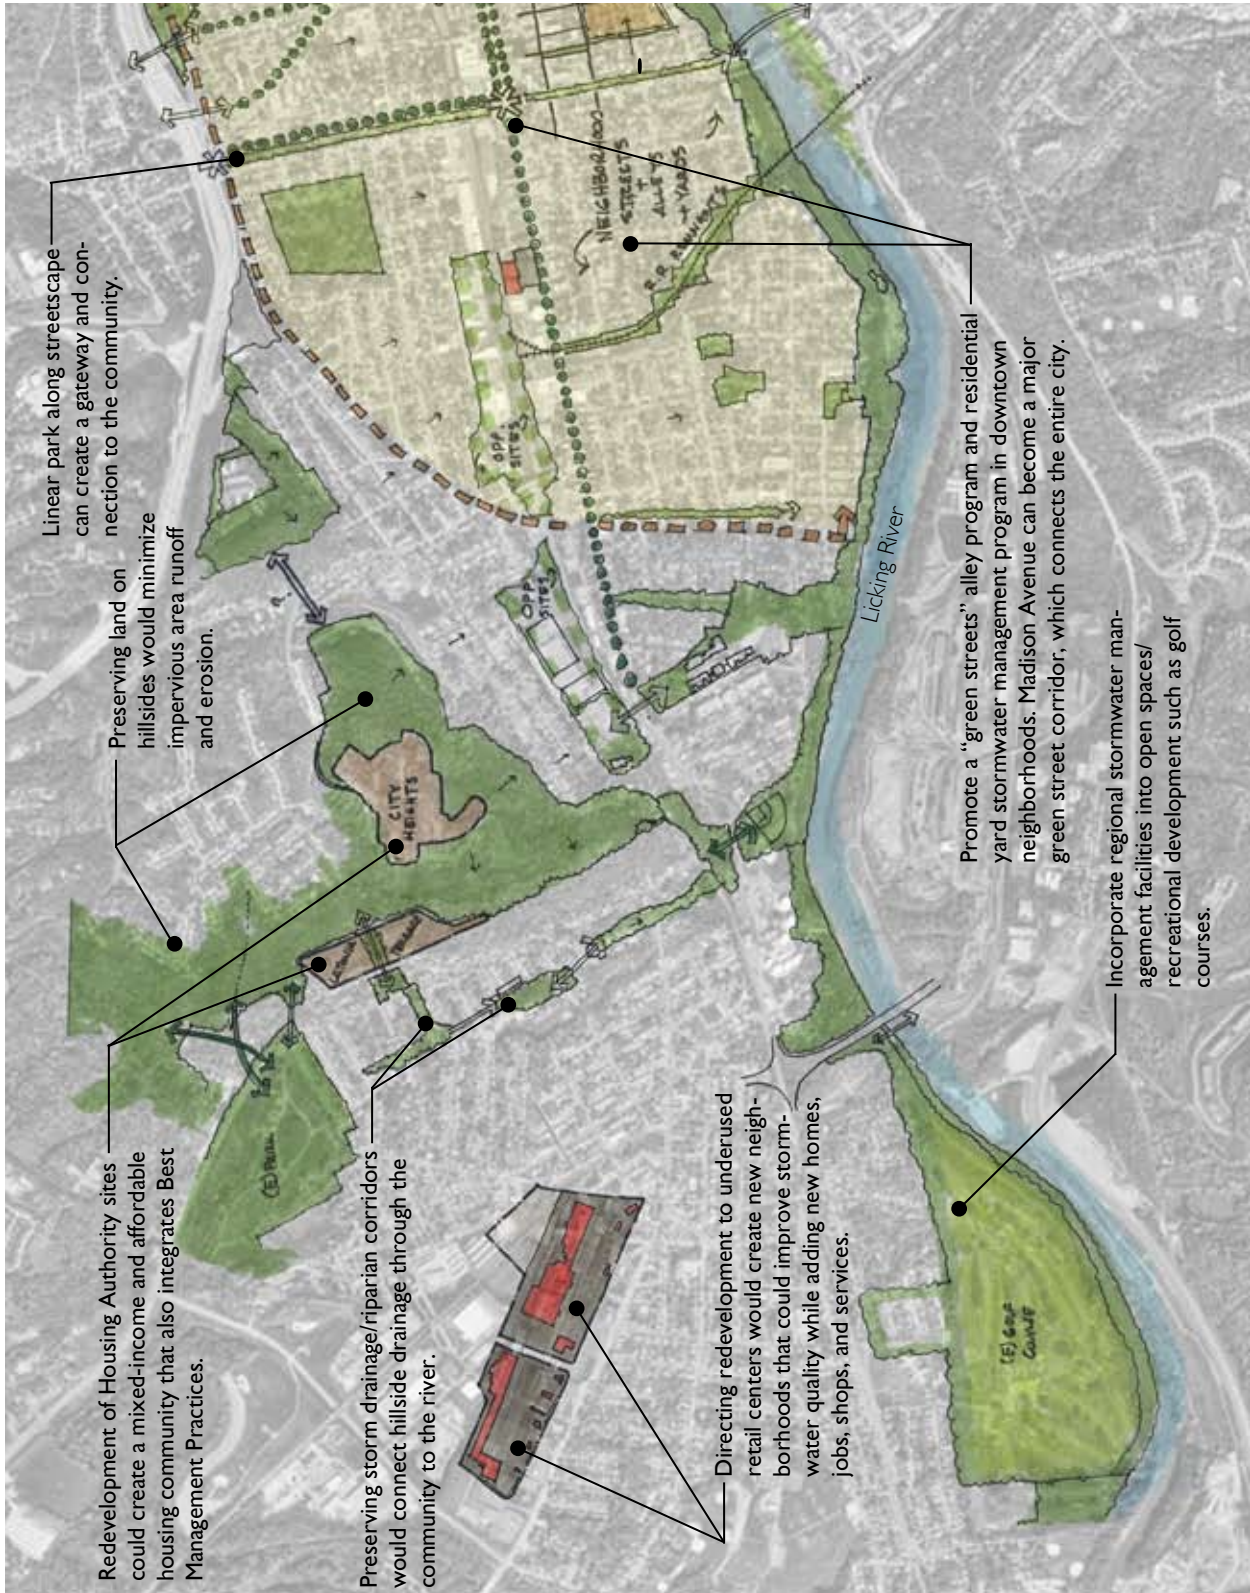 Redevelopment of Housing Authority sites
could create a mixed-income and affordable
housing community that also integrates Best
Management Practices.
Preserving land on
hillsides would minimize
impervious area runoff
and erosion.
Linear park along streetscape
can create a gateway and con-
nection to the community.
Preserving storm drainage/riparian corridors
would connect hillside drainage through the
community to the river.
Directing redevelopment to underused
retail centers would create new neigh-
borhoods that could improve storm-
water quality while adding new homes,
jobs, shops, and services.
Promote a “green streets” alley program and residential
yard stormwater management program in downtown
neighborhoods. Madison Avenue can become a major
green street corridor, which connects the entire city.
Incorporate regional stormwater man-
agement facilities into open spaces/
recreational development such as golf
courses.
Licking River
(E) PARK
CITY
HEIGHTS
OPP.
SITES
OPP.
SITES
NEIGHBORHOOD
STREETS
+
ALLEYS
+ YARDS
R.R.
(E) GOLF